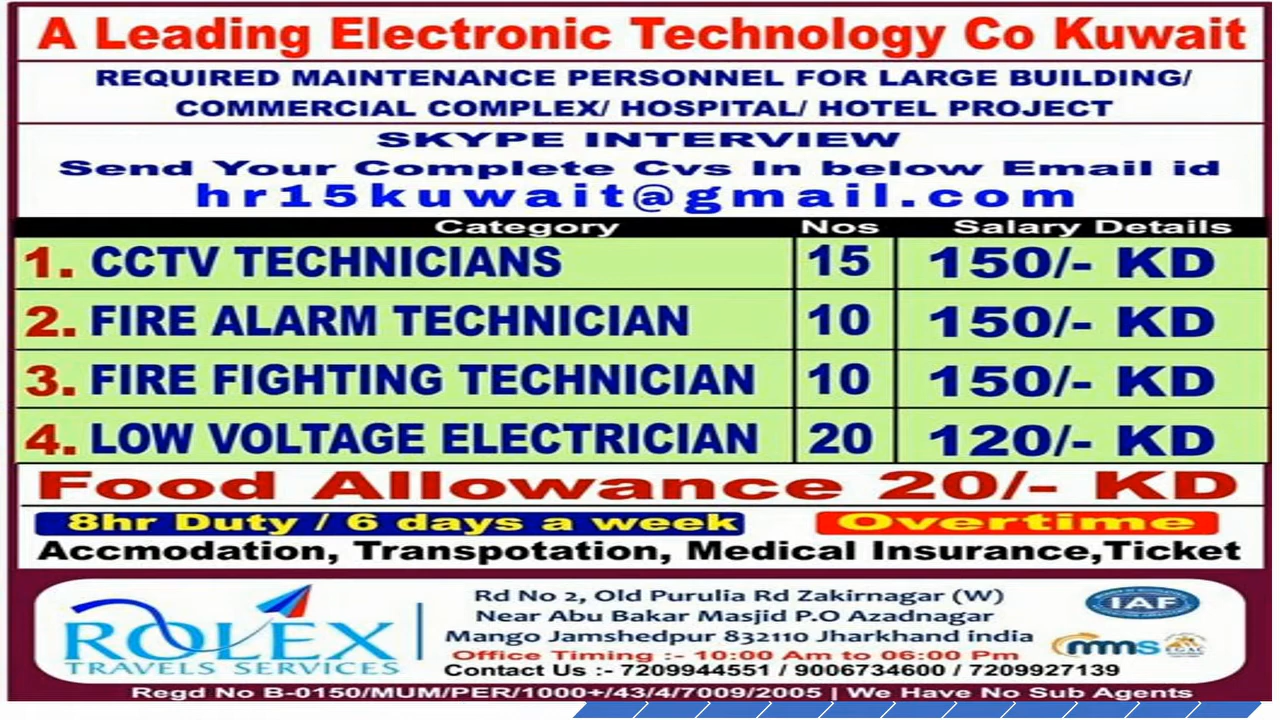 A Leading Electronic Technology Co Kuwait
REQUIRED MAINTENANCE PERSONNEL FOR LARGE BUILDING/
COMMERCIAL COMPLEX/ HOSPITAL/ HOTEL PROJECT
SKYPE INTERVIEW
Send Your Complete Cvs In below Email id
hr15kuwait@gmail.com
Category Nos Salary Details
1. CCTV TECHNICIANS 15 150/- KD
2. FIRE ALARM TECHNICIAN 10 150/- KD
3. FIRE FIGHTING TECHNICIAN 10 150/- KD
4. LOW VOLTAGE ELECTRICIAN 20 120/- KD
Food Allowance 20/- KD
8hr Duty / 6 days a week Overtime
Accmodation, Transpotation, Medical Insurance,Ticket
ROLEX
TRAVELS SERVICES
Rd No 2, Old Purulia Rd Zakirnagar (W)
Near Abu Bakar Masjid P.O Azadnagar
Mango Jamshedpur 832110 Jharkhand india
Office Timing :- 10:00 Am to 06:00 Pm
Contact Us :- 7209944551 / 9006734600 / 7209927139
IAF
mms
EGAC
Regd No B-0150/MUM/PER/1000+/43/4/7009/2005 | We Have No Sub Agents